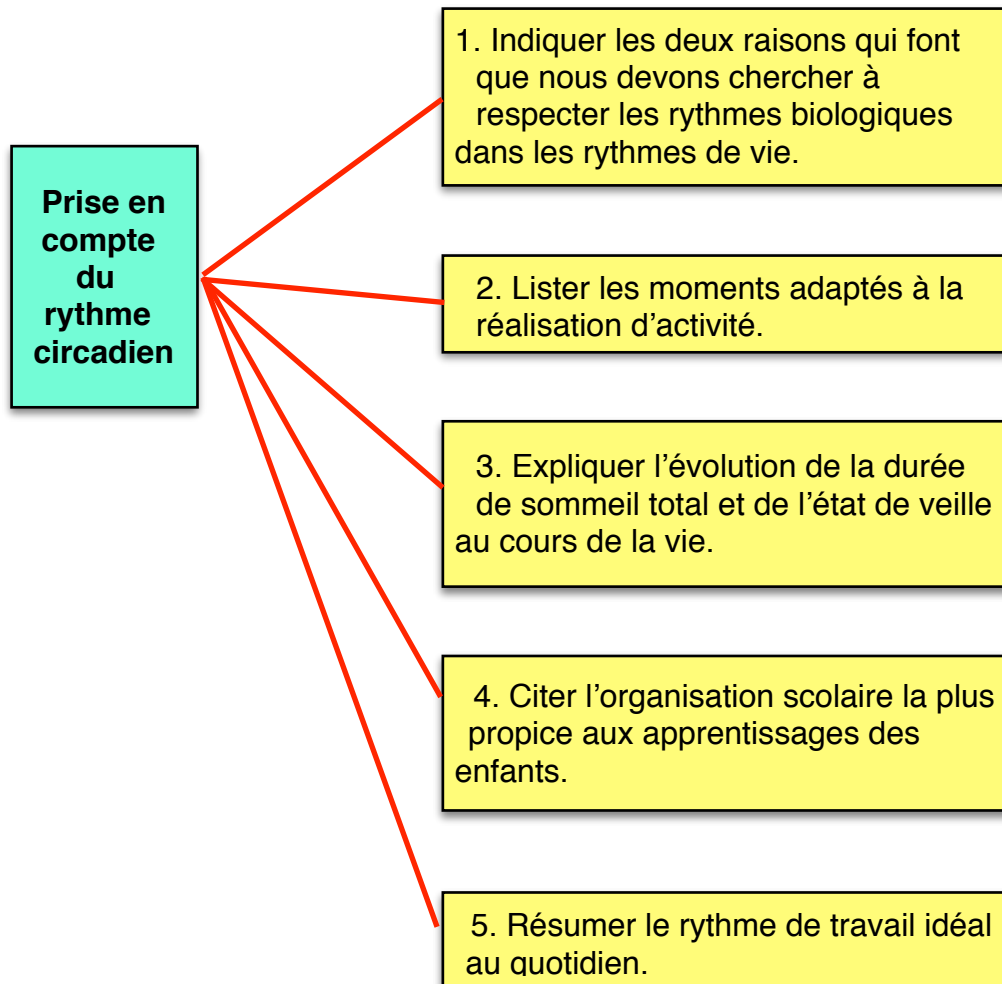 Prise en
compte
du
rythme
circadien
1. Indiquer les deux raisons qui font
que nous devons chercher à
respecter les rythmes biologiques
dans les rythmes de vie.
2. Lister les moments adaptés à la
réalisation d’activité.
3. Expliquer l’évolution de la durée
de sommeil total et de l’état de veille
au cours de la vie.
4. Citer l’organisation scolaire la plus
propice aux apprentissages des
enfants.
5. Résumer le rythme de travail idéal
au quotidien.